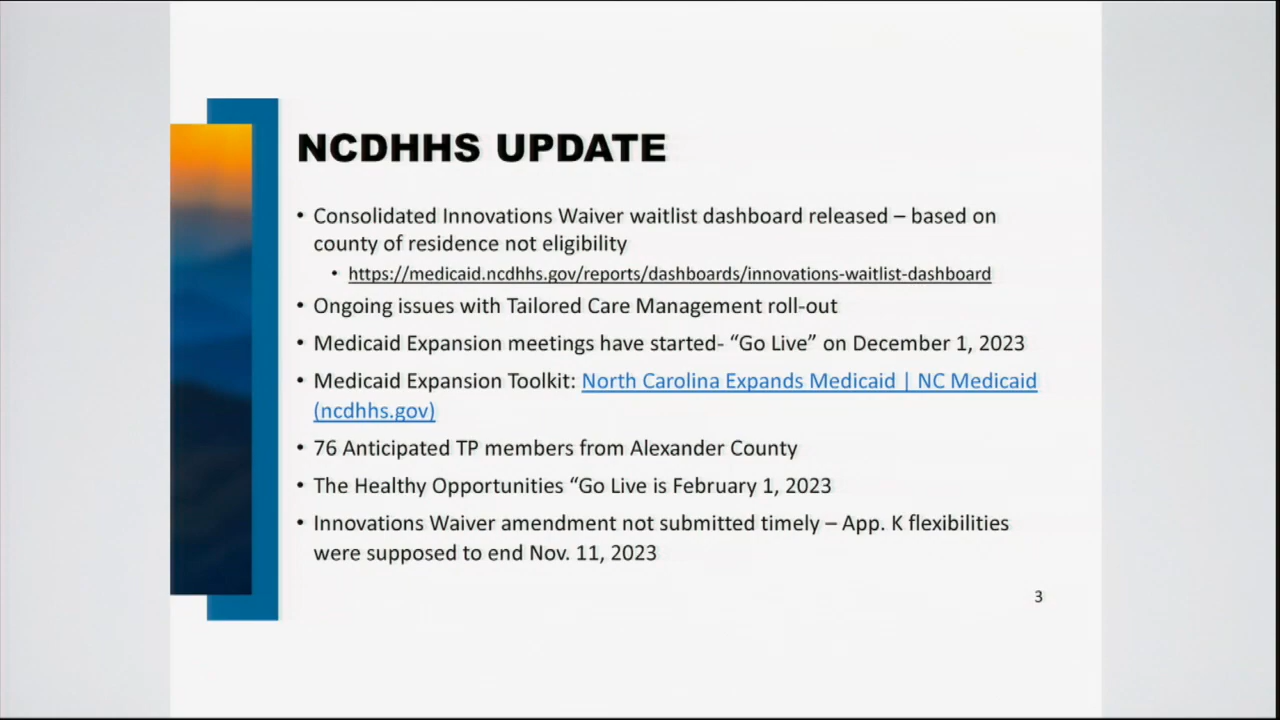 NCDHHS UPDATE
• Consolidated Innovations Waiver waitlist dashboard released – based on
county of residence not eligibility
• https://medicaid.ncdhhs.gov/reports/dashboards/innovations-waitlist-dashboard
• Ongoing issues with Tailored Care Management roll-out
• Medicaid Expansion meetings have started- “Go Live” on December 1, 2023
• Medicaid Expansion Toolkit: North Carolina Expands Medicaid | NC Medicaid
(ncdhhs.gov)
• 76 Anticipated TP members from Alexander County
• The Healthy Opportunities “Go Live is February 1, 2023
• Innovations Waiver amendment not submitted timely – App. K flexibilities
were supposed to end Nov. 11, 2023
3